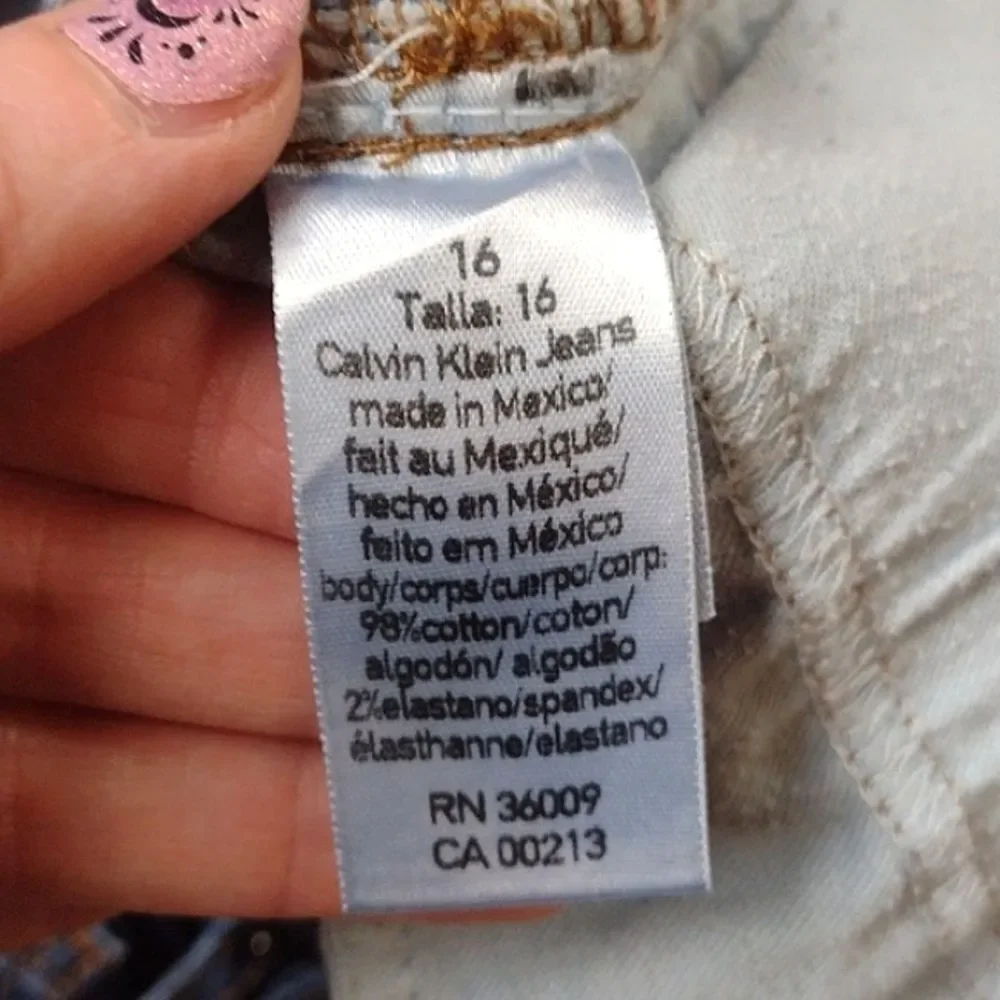 16
Talla: 16
Calvin Klein Jeans
made in Mexico/
fait au Mexiqué/
hecho en México/
feito em México
body/corps/cuerpo/corp:
98%cotton/coton/
algodón/ algodão
2%elastano/spandex/
élasthanne/elastano
RN 36009
CA 00213